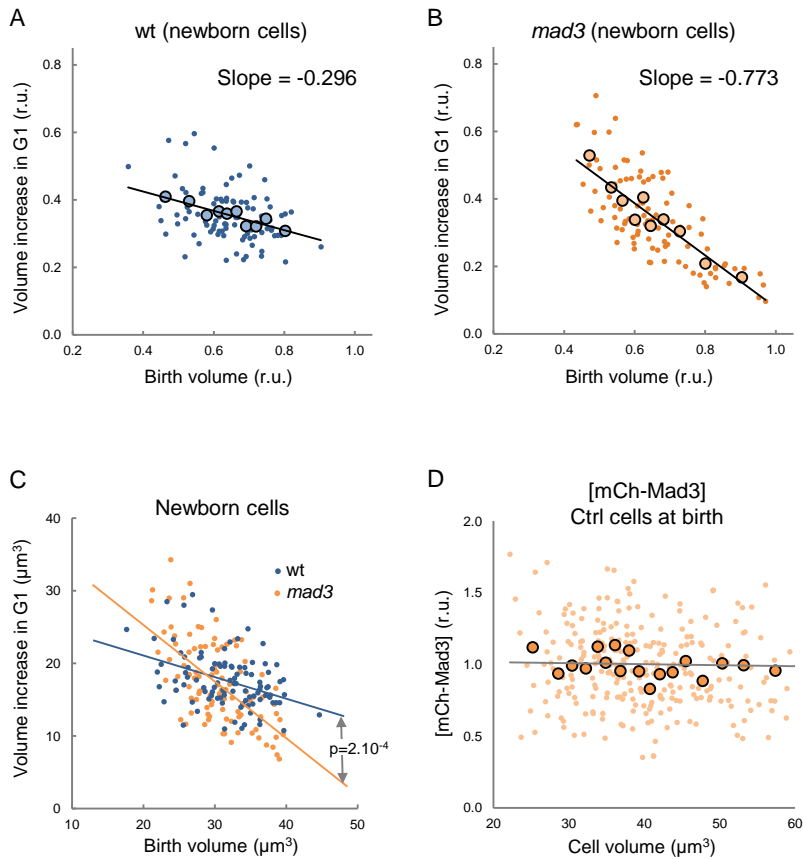 A
wt (newborn cells)
Slope = -0.296
Volume increase in G1 (r.u.)
0.8
0.6
0.4
0.2
0.0
0.2 0.4 0.6 0.8 1.0
Birth volume (r.u.)
B
mad3 (newborn cells)
Slope = -0.773
Volume increase in G1 (r.u.)
0.8
0.6
0.4
0.2
0.0
0.2 0.4 0.6 0.8 1.0
Birth volume (r.u.)
C
Newborn cells
wt
mad3
Volume increase in G1 (µm³)
40
30
20
10
0
p=2.10⁻⁴
10 20 30 40 50
Birth volume (µm³)
D
[mCh-Mad3]
Ctrl cells at birth
[mCh-Mad3] (r.u.)
2.0
1.5
1.0
0.5
0.0
20 30 40 50 60
Cell volume (µm³)